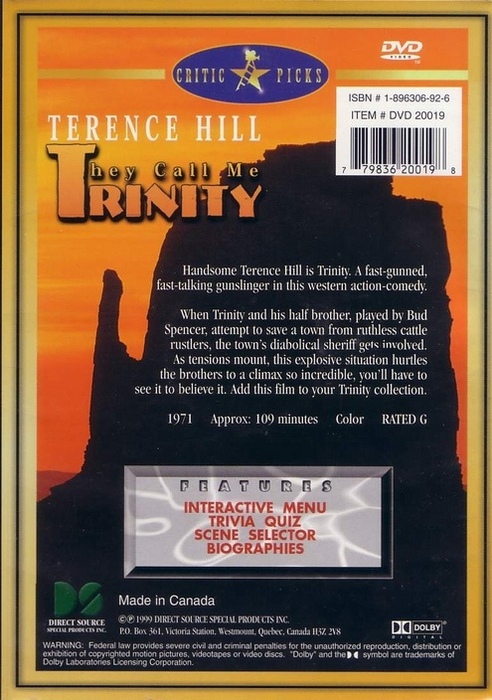 DVD
VIDEO
CRITIC PICKS
ISBN # 1-896306-92-6
ITEM # DVD 20019
7 79836 20019 8
TERENCE HILL
They Call Me
TRINITY
Handsome Terence Hill is Trinity. A fast-gunned,
fast-talking gunslinger in this western action-comedy.
When Trinity and his half brother, played by Bud
Spencer, attempt to save a town from ruthless cattle
rustlers, the town's diabolical sheriff gets involved.
As tensions mount, this explosive situation hurtles
the brothers to a climax so incredible, you'll have to
see it to believe it. Add this film to your Trinity collection.
1971 Approx: 109 minutes Color RATED G
FEATURES
INTERACTIVE MENU
TRIVIA QUIZ
SCENE SELECTOR
BIOGRAPHIES
DS
DIRECT SOURCE
SPECIAL PRODUCTS INC.
Made in Canada
©℗1999 DIRECT SOURCE SPECIAL PRODUCTS INC.
P.O. Box 361, Victoria Station, Westmount, Quebec, Canada H3Z 2V8
DOLBY
DIGITAL
WARNING: Federal law provides severe civil and criminal penalties for the unauthorized reproduction, distribution or
exhibition of copyrighted motion pictures, videotapes or video discs. "Dolby" and the symbol are trademarks of
Dolby Laboratories Licensing Corporation.